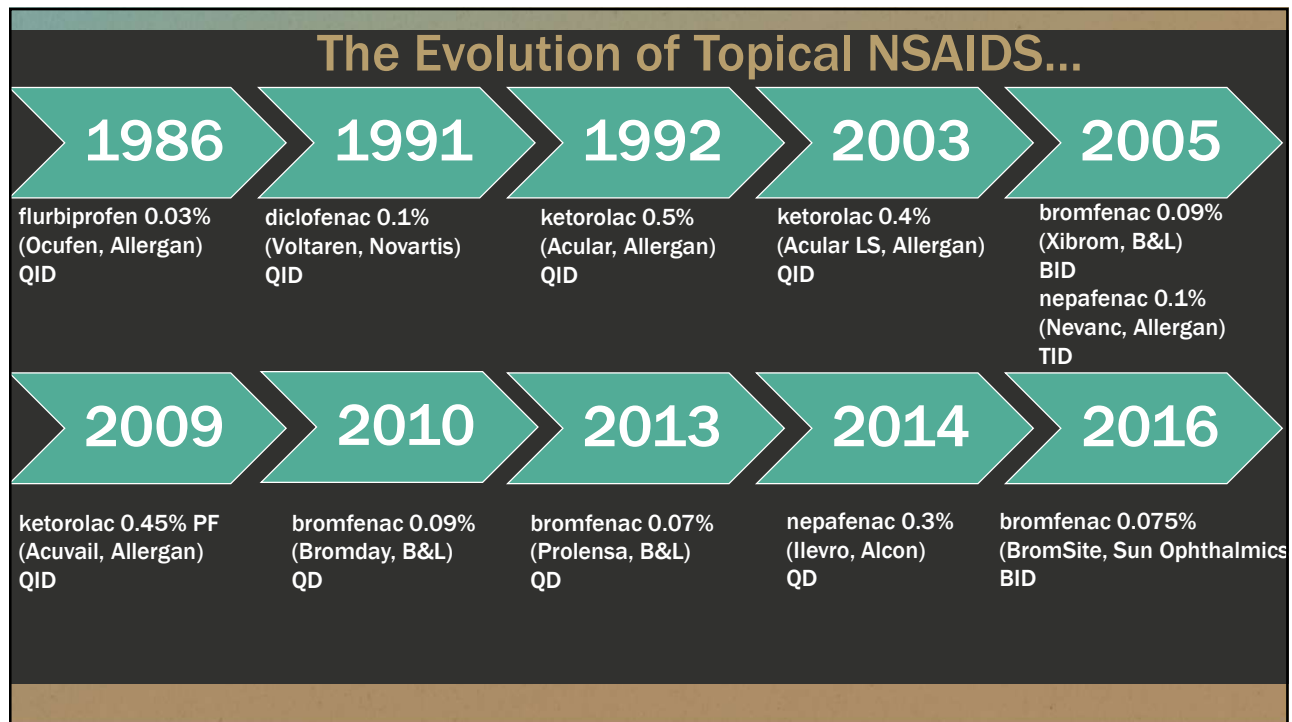 The Evolution of Topical NSAIDS...
1986
1991
1992
2003
2005
flurbiprofen 0.03%
(Ocufen, Allergan)
QID
diclofenac 0.1%
(Voltaren, Novartis)
QID
ketorolac 0.5%
(Acular, Allergan)
QID
ketorolac 0.4%
(Acular LS, Allergan)
QID
bromfenac 0.09%
(Xibrom, B&L)
BID
nepafenac 0.1%
(Nevanc, Allergan)
TID
2009
2010
2013
2014
2016
ketorolac 0.45% PF
(Acuvail, Allergan)
QID
bromfenac 0.09%
(Bromday, B&L)
QD
bromfenac 0.07%
(Prolensa, B&L)
QD
nepafenac 0.3%
(Ilevro, Alcon)
QD
bromfenac 0.075%
(BromSite, Sun Ophthalmics
BID